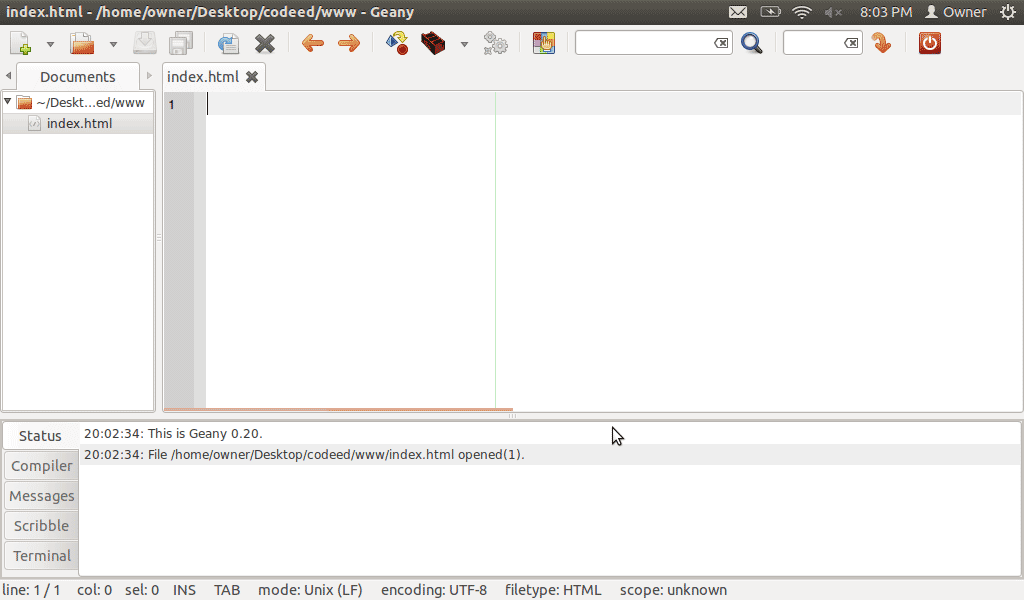 index.html - /home/owner/Desktop/codeed/www - Geany 8:03 PM Owner
Documents index.html
~/Deskt...ed/www
index.html
1
Status
Compiler
Messages
Scribble
Terminal
20:02:34: This is Geany 0.20.
20:02:34: File /home/owner/Desktop/codeed/www/index.html opened(1).
line: 1 / 1 col: 0 sel: 0 INS TAB mode: Unix (LF) encoding: UTF-8 filetype: HTML scope: unknown